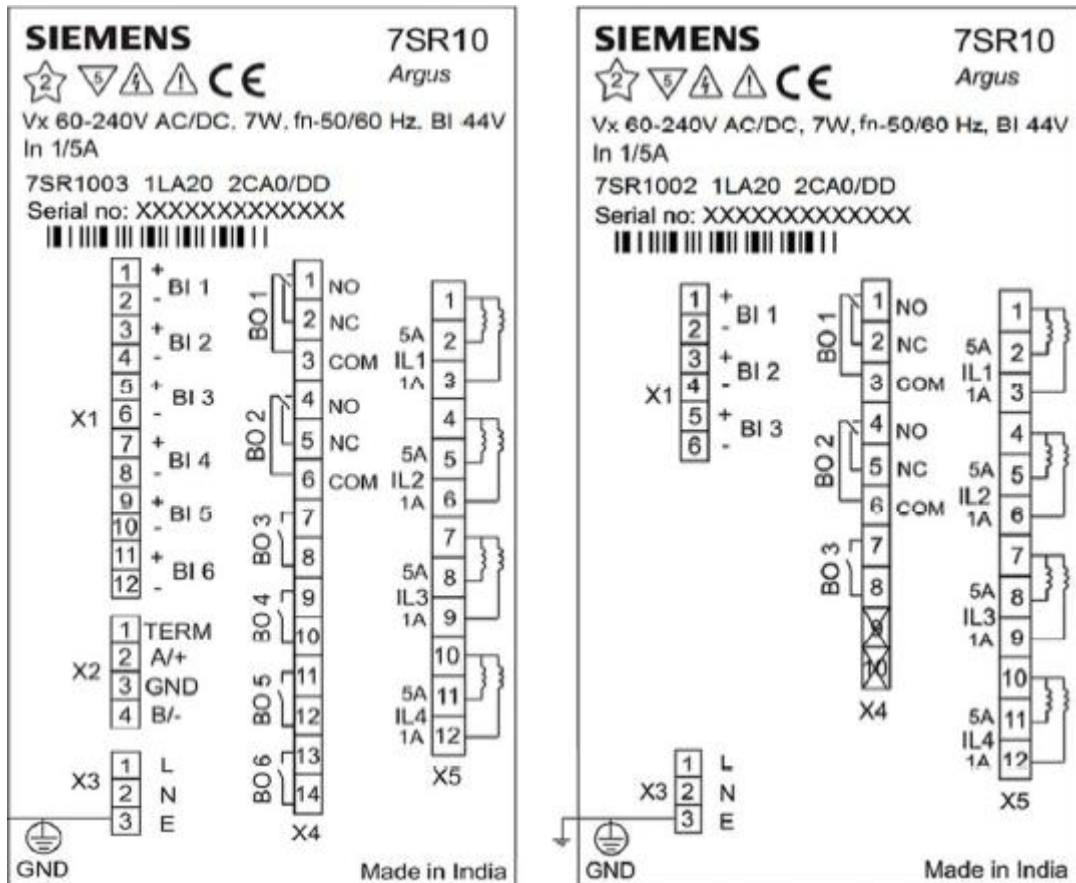 SIEMENS 7SR10
2 5 CE Argus
Vx 60-240V AC/DC, 7W, fn-50/60 Hz, BI 44V
In 1/5A
7SR1003 1LA20 2CA0/DD
Serial no: XXXXXXXXXXXXX
X1
1 + BI 1
2 -
3 + BI 2
4 -
5 + BI 3
6 -
7 + BI 4
8 -
9 + BI 5
10 -
11 + BI 6
12 -
X2
1 TERM
2 A/+
3 GND
4 B/-
X3
1 L
2 N
3 E
GND
BO 1
1 NO
2 NC
3 COM
BO 2
4 NO
5 NC
6 COM
BO 3
7
8
BO 4
9
10
BO 5
11
12
BO 6
13
14
X4
1
5A 2
IL1
1A 3
4
5A 5
IL2
1A 6
7
5A 8
IL3
1A 9
10
5A 11
IL4
1A 12
X5
Made in India
SIEMENS 7SR10
2 5 CE Argus
Vx 60-240V AC/DC, 7W, fn-50/60 Hz, BI 44V
In 1/5A
7SR1002 1LA20 2CA0/DD
Serial no: XXXXXXXXXXXXX
X1
1 + BI 1
2 -
3 + BI 2
4 -
5 + BI 3
6 -
X3
1 L
2 N
3 E
GND
BO 1
1 NO
2 NC
3 COM
BO 2
4 NO
5 NC
6 COM
BO 3
7
8
9
10
X4
1
5A 2
IL1
1A 3
4
5A 5
IL2
1A 6
7
5A 8
IL3
1A 9
10
5A 11
IL4
1A 12
X5
Made in India